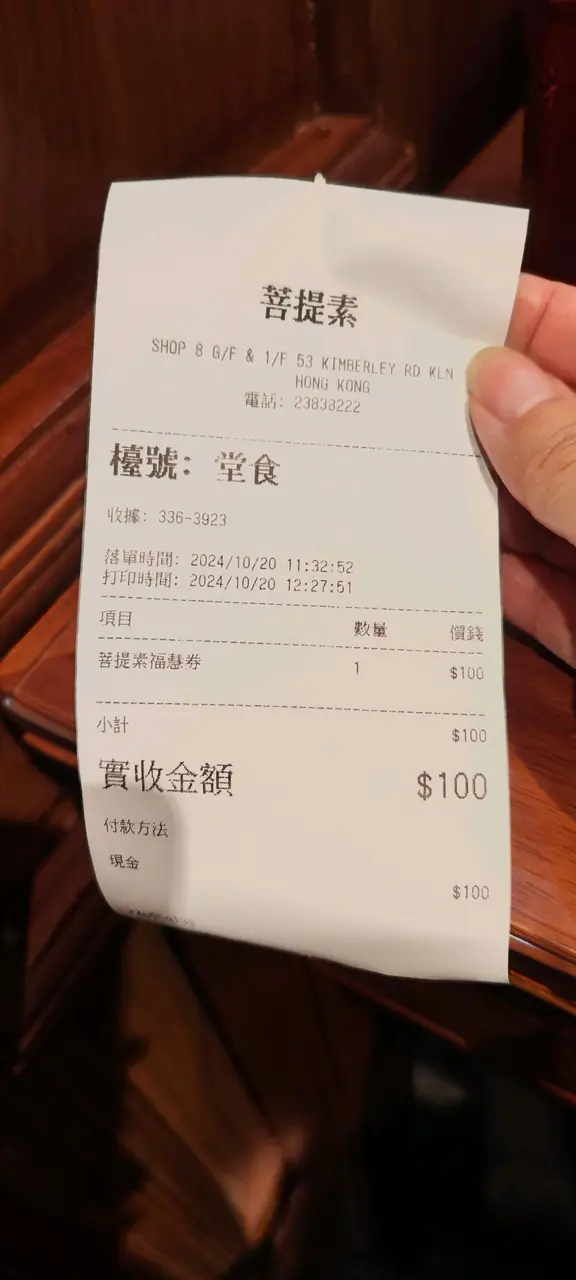 菩提素
SHOP 8 G/F & 1/F 53 KIMBERLEY RD KLN
HONG KONG
電話: 23838222
檯號: 堂食
收據: 336-3923
落單時間: 2024/10/20 11:32:52
打印時間: 2024/10/20 12:27:51
項目 數量 價錢
菩提素福慧券 1 $100
小計 $100
實收金額 $100
付款方法
現金
$100